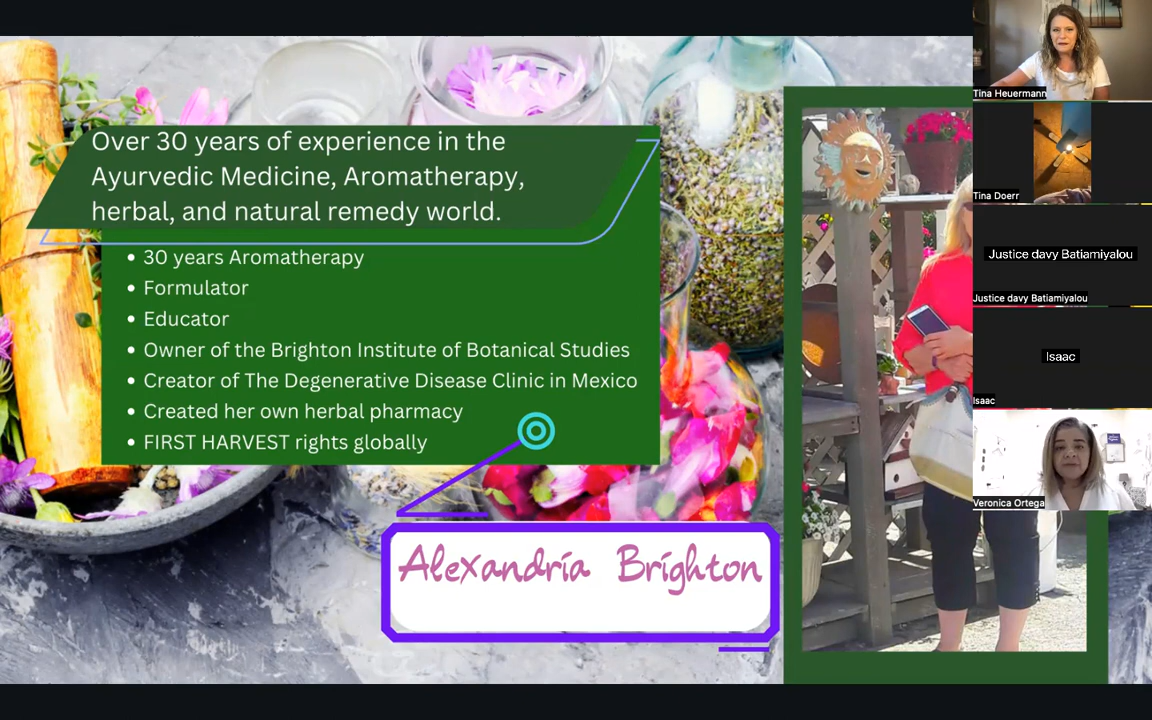 Over 30 years of experience in the
Ayurvedic Medicine, Aromatherapy,
herbal, and natural remedy world.
• 30 years Aromatherapy
• Formulator
• Educator
• Owner of the Brighton Institute of Botanical Studies
• Creator of The Degenerative Disease Clinic in Mexico
• Created her own herbal pharmacy
• FIRST HARVEST rights globally
Alexandria Brighton
Tina Heuermann
Tina Doerr
Justice davy Batiamiyalou
Justice davy Batiamiyalou
Isaac
Isaac
Veronica Ortega